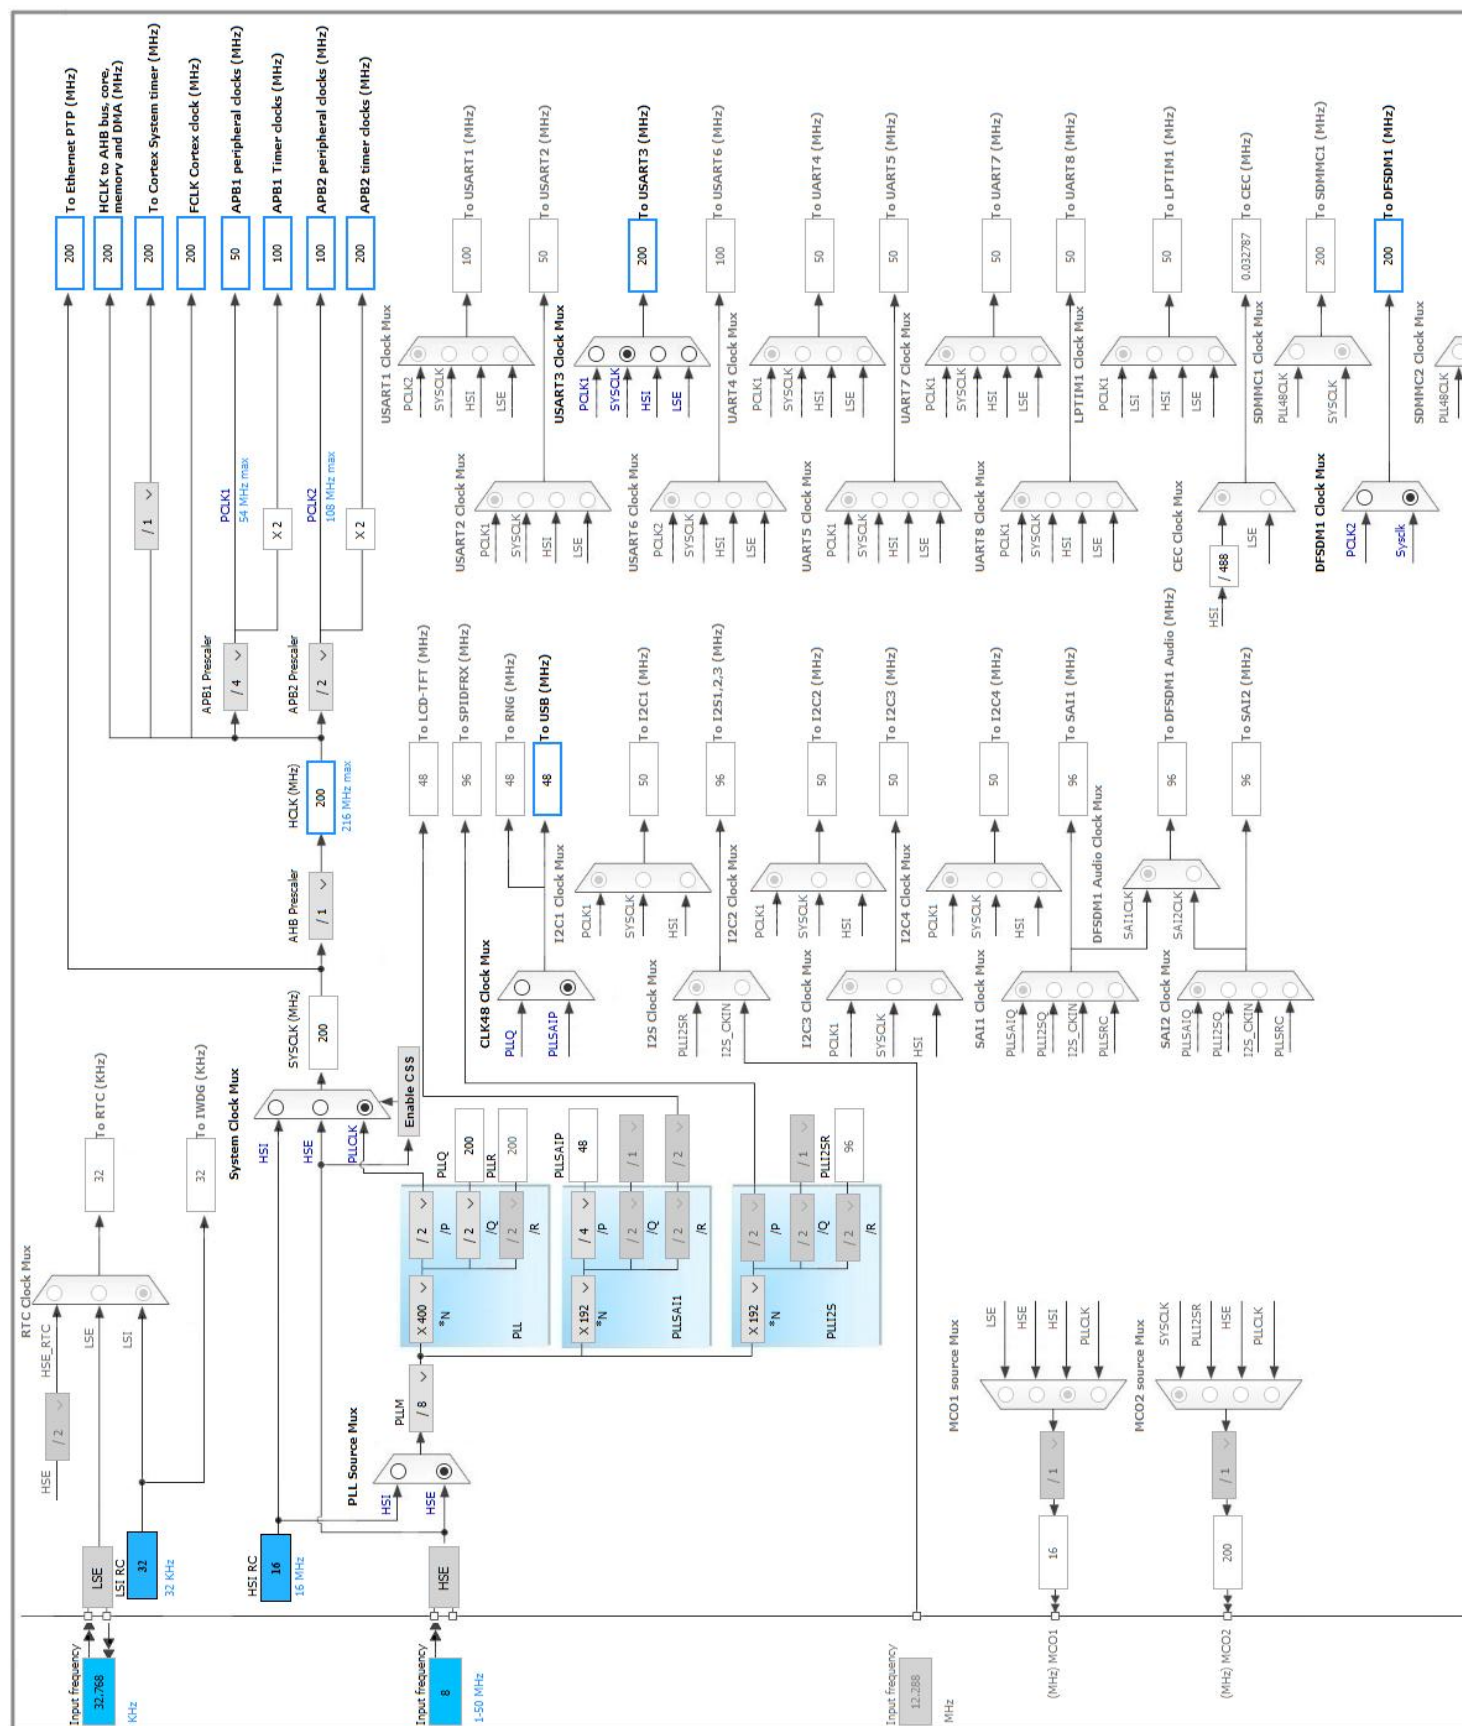 Input frequency
32.768
KHz
LSE
LSI RC
32
32 KHz
HSE
/ 2
HSE_RTC
LSE
LSI
RTC Clock Mux
32
To RTC (KHz)
32
To IWDG (KHz)
HSI RC
16
16 MHz
Input frequency
8
1-50 MHz
HSE
PLL Source Mux
HSI
HSE
PLLM
/ 8
System Clock Mux
HSI
HSE
PLLCLK
Enable CSS
X 400
*N
/ 2
/P
/ 2
/Q
/ 2
/R
PLL
PLLQ
200
PLLR
200
X 192
*N
/ 4
/P
/ 2
/Q
/ 2
/R
PLLSAI1
PLLSAIP
48
/ 1
/ 2
X 192
*N
/ 2
/P
/ 2
/Q
/ 2
/R
PLLI2S
/ 1
PLLI2SR
96
SYSCLK (MHz)
200
AHB Prescaler
/ 1
HCLK (MHz)
200
216 MHz max
APB1 Prescaler
/ 4
APB2 Prescaler
/ 2
/ 1
PCLK1
54 MHz max
X 2
PCLK2
108 MHz max
X 2
200
To Ethernet PTP (MHz)
200
HCLK to AHB bus, core,
memory and DMA (MHz)
200
To Cortex System timer (MHz)
200
FCLK Cortex clock (MHz)
50
APB1 peripheral clocks (MHz)
100
APB1 Timer clocks (MHz)
100
APB2 peripheral clocks (MHz)
200
APB2 timer clocks (MHz)
48
To LCD-TFT (MHz)
96
To SPIDFRX (MHz)
48
To RNG (MHz)
48
To USB (MHz)
CLK48 Clock Mux
PLLQ
PLLSAIP
I2C1 Clock Mux
PCLK1
SYSCLK
HSI
50
To I2C1 (MHz)
I2S Clock Mux
PLLI2SR
I2S_CKIN
96
To I2S1,2,3 (MHz)
I2C2 Clock Mux
PCLK1
SYSCLK
HSI
50
To I2C2 (MHz)
I2C3 Clock Mux
PCLK1
SYSCLK
HSI
50
To I2C3 (MHz)
I2C4 Clock Mux
PCLK1
SYSCLK
HSI
50
To I2C4 (MHz)
SAI1 Clock Mux
PLLSAIQ
PLLI2SQ
I2S_CKIN
PLLSRC
96
To SAI1 (MHz)
DFSDM1 Audio Clock Mux
SAI1CLK
SAI2CLK
96
To DFSDM1 Audio (MHz)
SAI2 Clock Mux
PLLSAIQ
PLLI2SQ
I2S_CKIN
PLLSRC
96
To SAI2 (MHz)
USART1 Clock Mux
PCLK2
SYSCLK
HSI
LSE
100
To USART1 (MHz)
USART2 Clock Mux
PCLK1
SYSCLK
HSI
LSE
50
To USART2 (MHz)
USART3 Clock Mux
PCLK1
SYSCLK
HSI
LSE
200
To USART3 (MHz)
USART6 Clock Mux
PCLK2
SYSCLK
HSI
LSE
100
To USART6 (MHz)
UART4 Clock Mux
PCLK1
SYSCLK
HSI
LSE
50
To UART4 (MHz)
UART5 Clock Mux
PCLK1
SYSCLK
HSI
LSE
50
To UART5 (MHz)
UART7 Clock Mux
PCLK1
SYSCLK
HSI
LSE
50
To UART7 (MHz)
UART8 Clock Mux
PCLK1
SYSCLK
HSI
LSE
50
To UART8 (MHz)
LPTIM1 Clock Mux
PCLK1
LSI
HSI
LSE
50
To LPTIM1 (MHz)
CEC Clock Mux
HSI
/ 488
LSE
0.032787
To CEC (MHz)
SDMMC1 Clock Mux
PLL48CLK
SYSCLK
200
To SDMMC1 (MHz)
DFSDM1 Clock Mux
PCLK2
Sysclk
200
To DFSDM1 (MHz)
SDMMC2 Clock Mux
PLL48CLK
Input frequency
12.288
MHz
MCO1 source Mux
LSE
HSE
HSI
PLLCLK
/ 1
16
(MHz) MCO1
MCO2 source Mux
SYSCLK
PLLI2SR
HSE
PLLCLK
/ 1
200
(MHz) MCO2